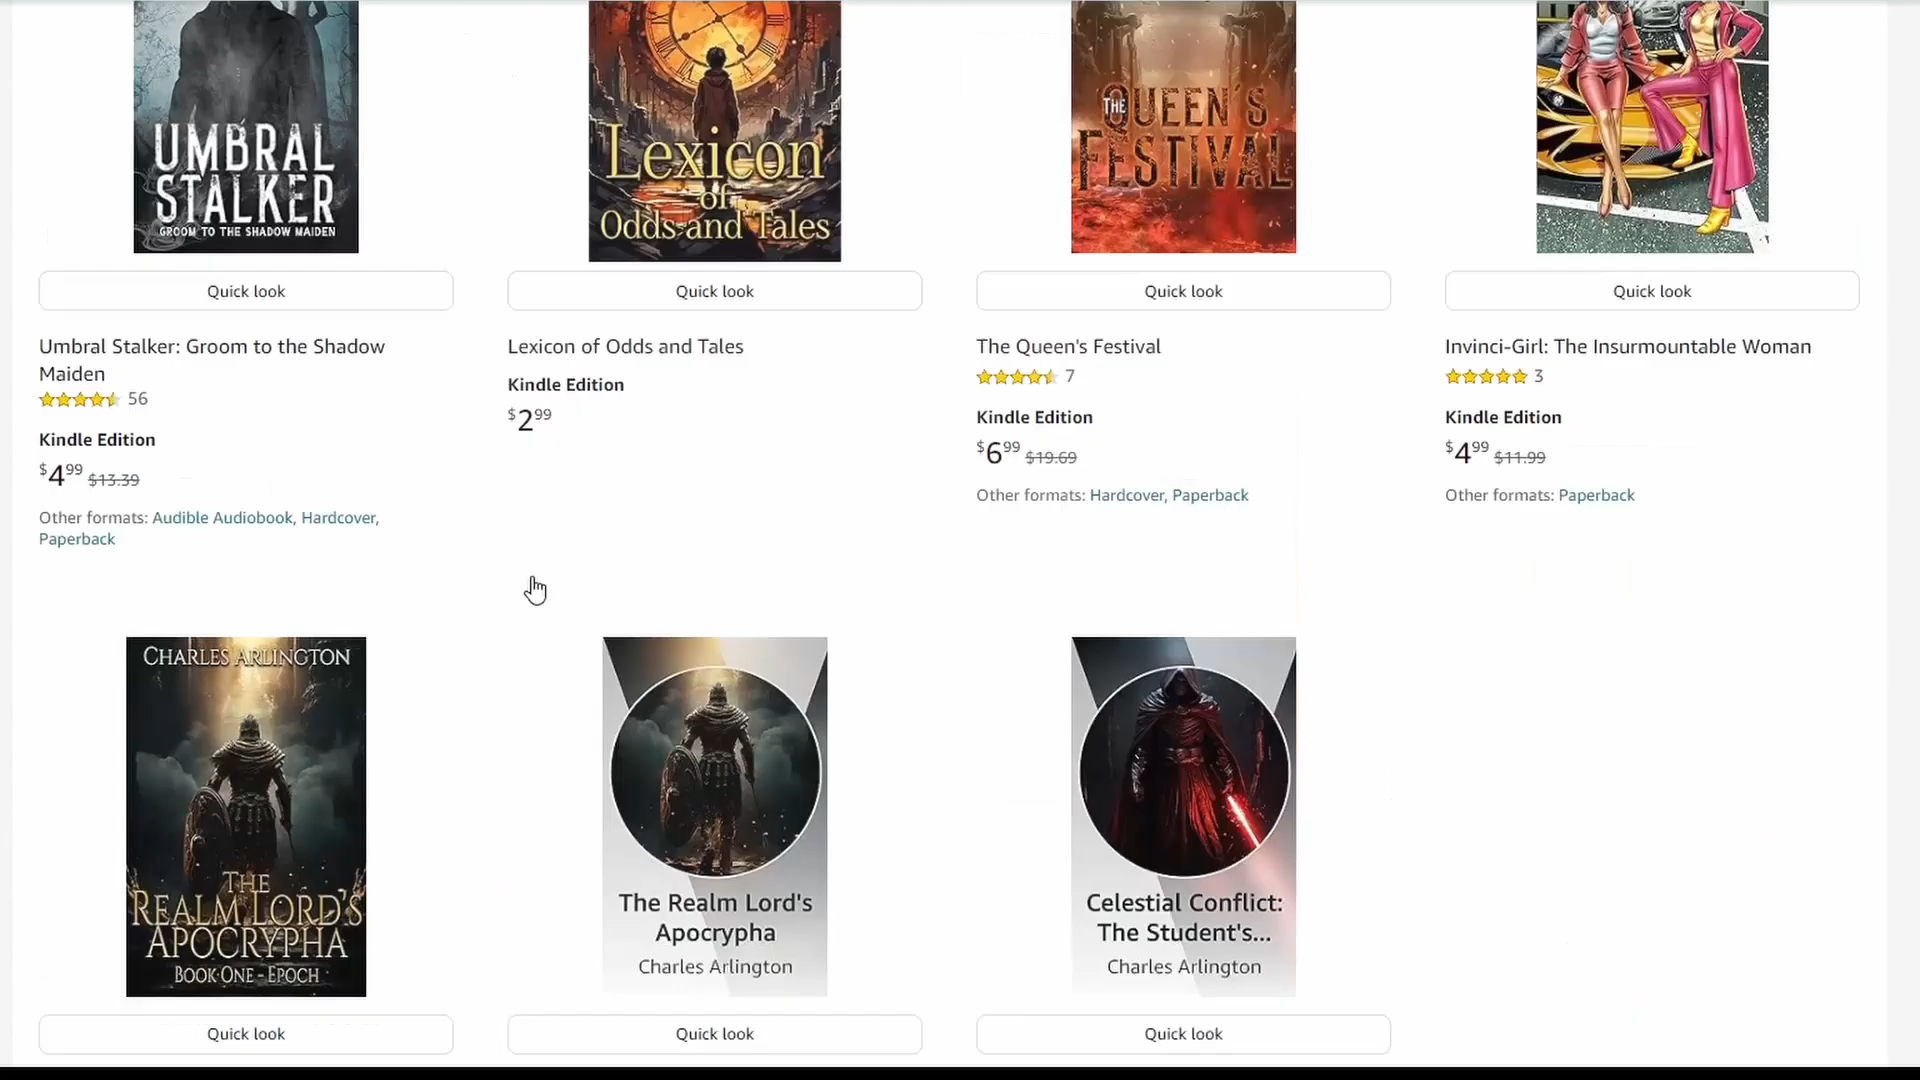 UMBRAL
STALKER
GROOM TO THE SHADOW MAIDEN
Lexicon
of
Odds and Tales
THE QUEEN'S
FESTIVAL
Quick look
Quick look
Quick look
Quick look
Umbral Stalker: Groom to the Shadow
Maiden
56
Kindle Edition
$4.99 $13.39
Other formats: Audible Audiobook, Hardcover,
Paperback
Lexicon of Odds and Tales
Kindle Edition
$2.99
The Queen's Festival
7
Kindle Edition
$6.99 $19.69
Other formats: Hardcover, Paperback
Invinci-Girl: The Insurmountable Woman
3
Kindle Edition
$4.99 $11.99
Other formats: Paperback
CHARLES ARLINGTON
THE
REALM LORD'S
APOCRYPHA
BOOK ONE - EPOCH
The Realm Lord's
Apocrypha
Charles Arlington
Celestial Conflict:
The Student's...
Charles Arlington
Quick look
Quick look
Quick look